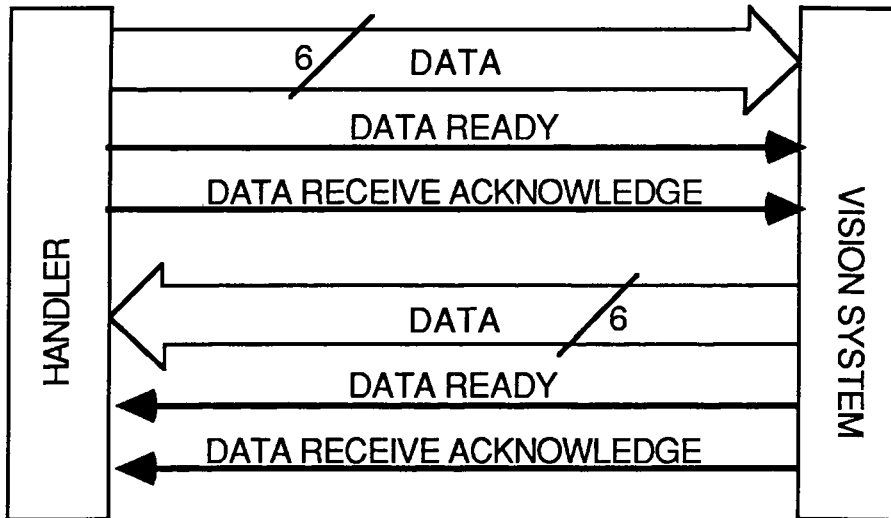 6
DATA
DATA READY
DATA RECEIVE ACKNOWLEDGE
HANDLER
VISION SYSTEM
DATA
6
DATA READY
DATA RECEIVE ACKNOWLEDGE